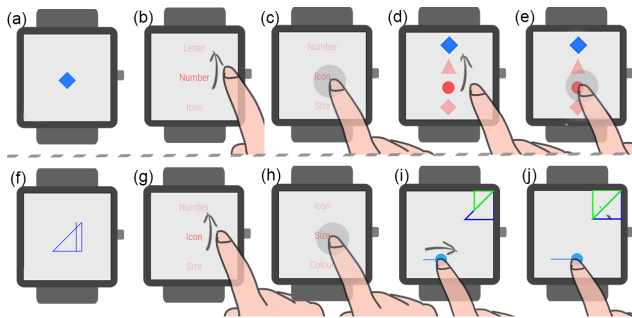 (a)
(b)
Letter
Number
Icon
(c)
Number
Icon
Size
(d)
(e)
(f)
(g)
Number
Icon
Size
(h)
Icon
Size
Colour
(i)
(j)